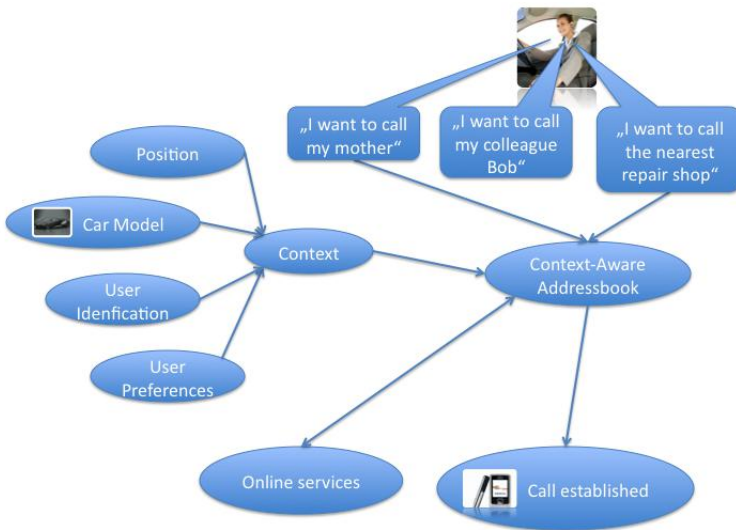 „I want to call
my mother“
„I want to call
my colleague
Bob“
„I want to call
the nearest
repair shop“
Position
Car Model
Context
User
Idenfication
User
Preferences
Context-Aware
Addressbook
Online services
Call established